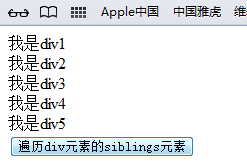 Apple中国 中国雅虎 维
我是div1
我是div2
我是div3
我是div4
我是div5
遍历div元素的siblings元素